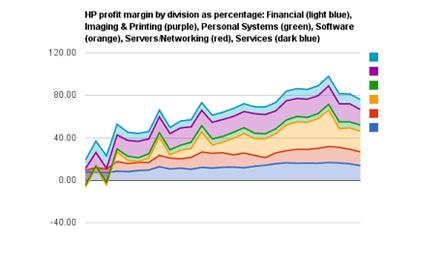 HP profit margin by division as percentage: Financial (light blue),
Imaging & Printing (purple), Personal Systems (green), Software
(orange), Servers/Networking (red), Services (dark blue)
120.00
80.00
40.00
0.00
-40.00